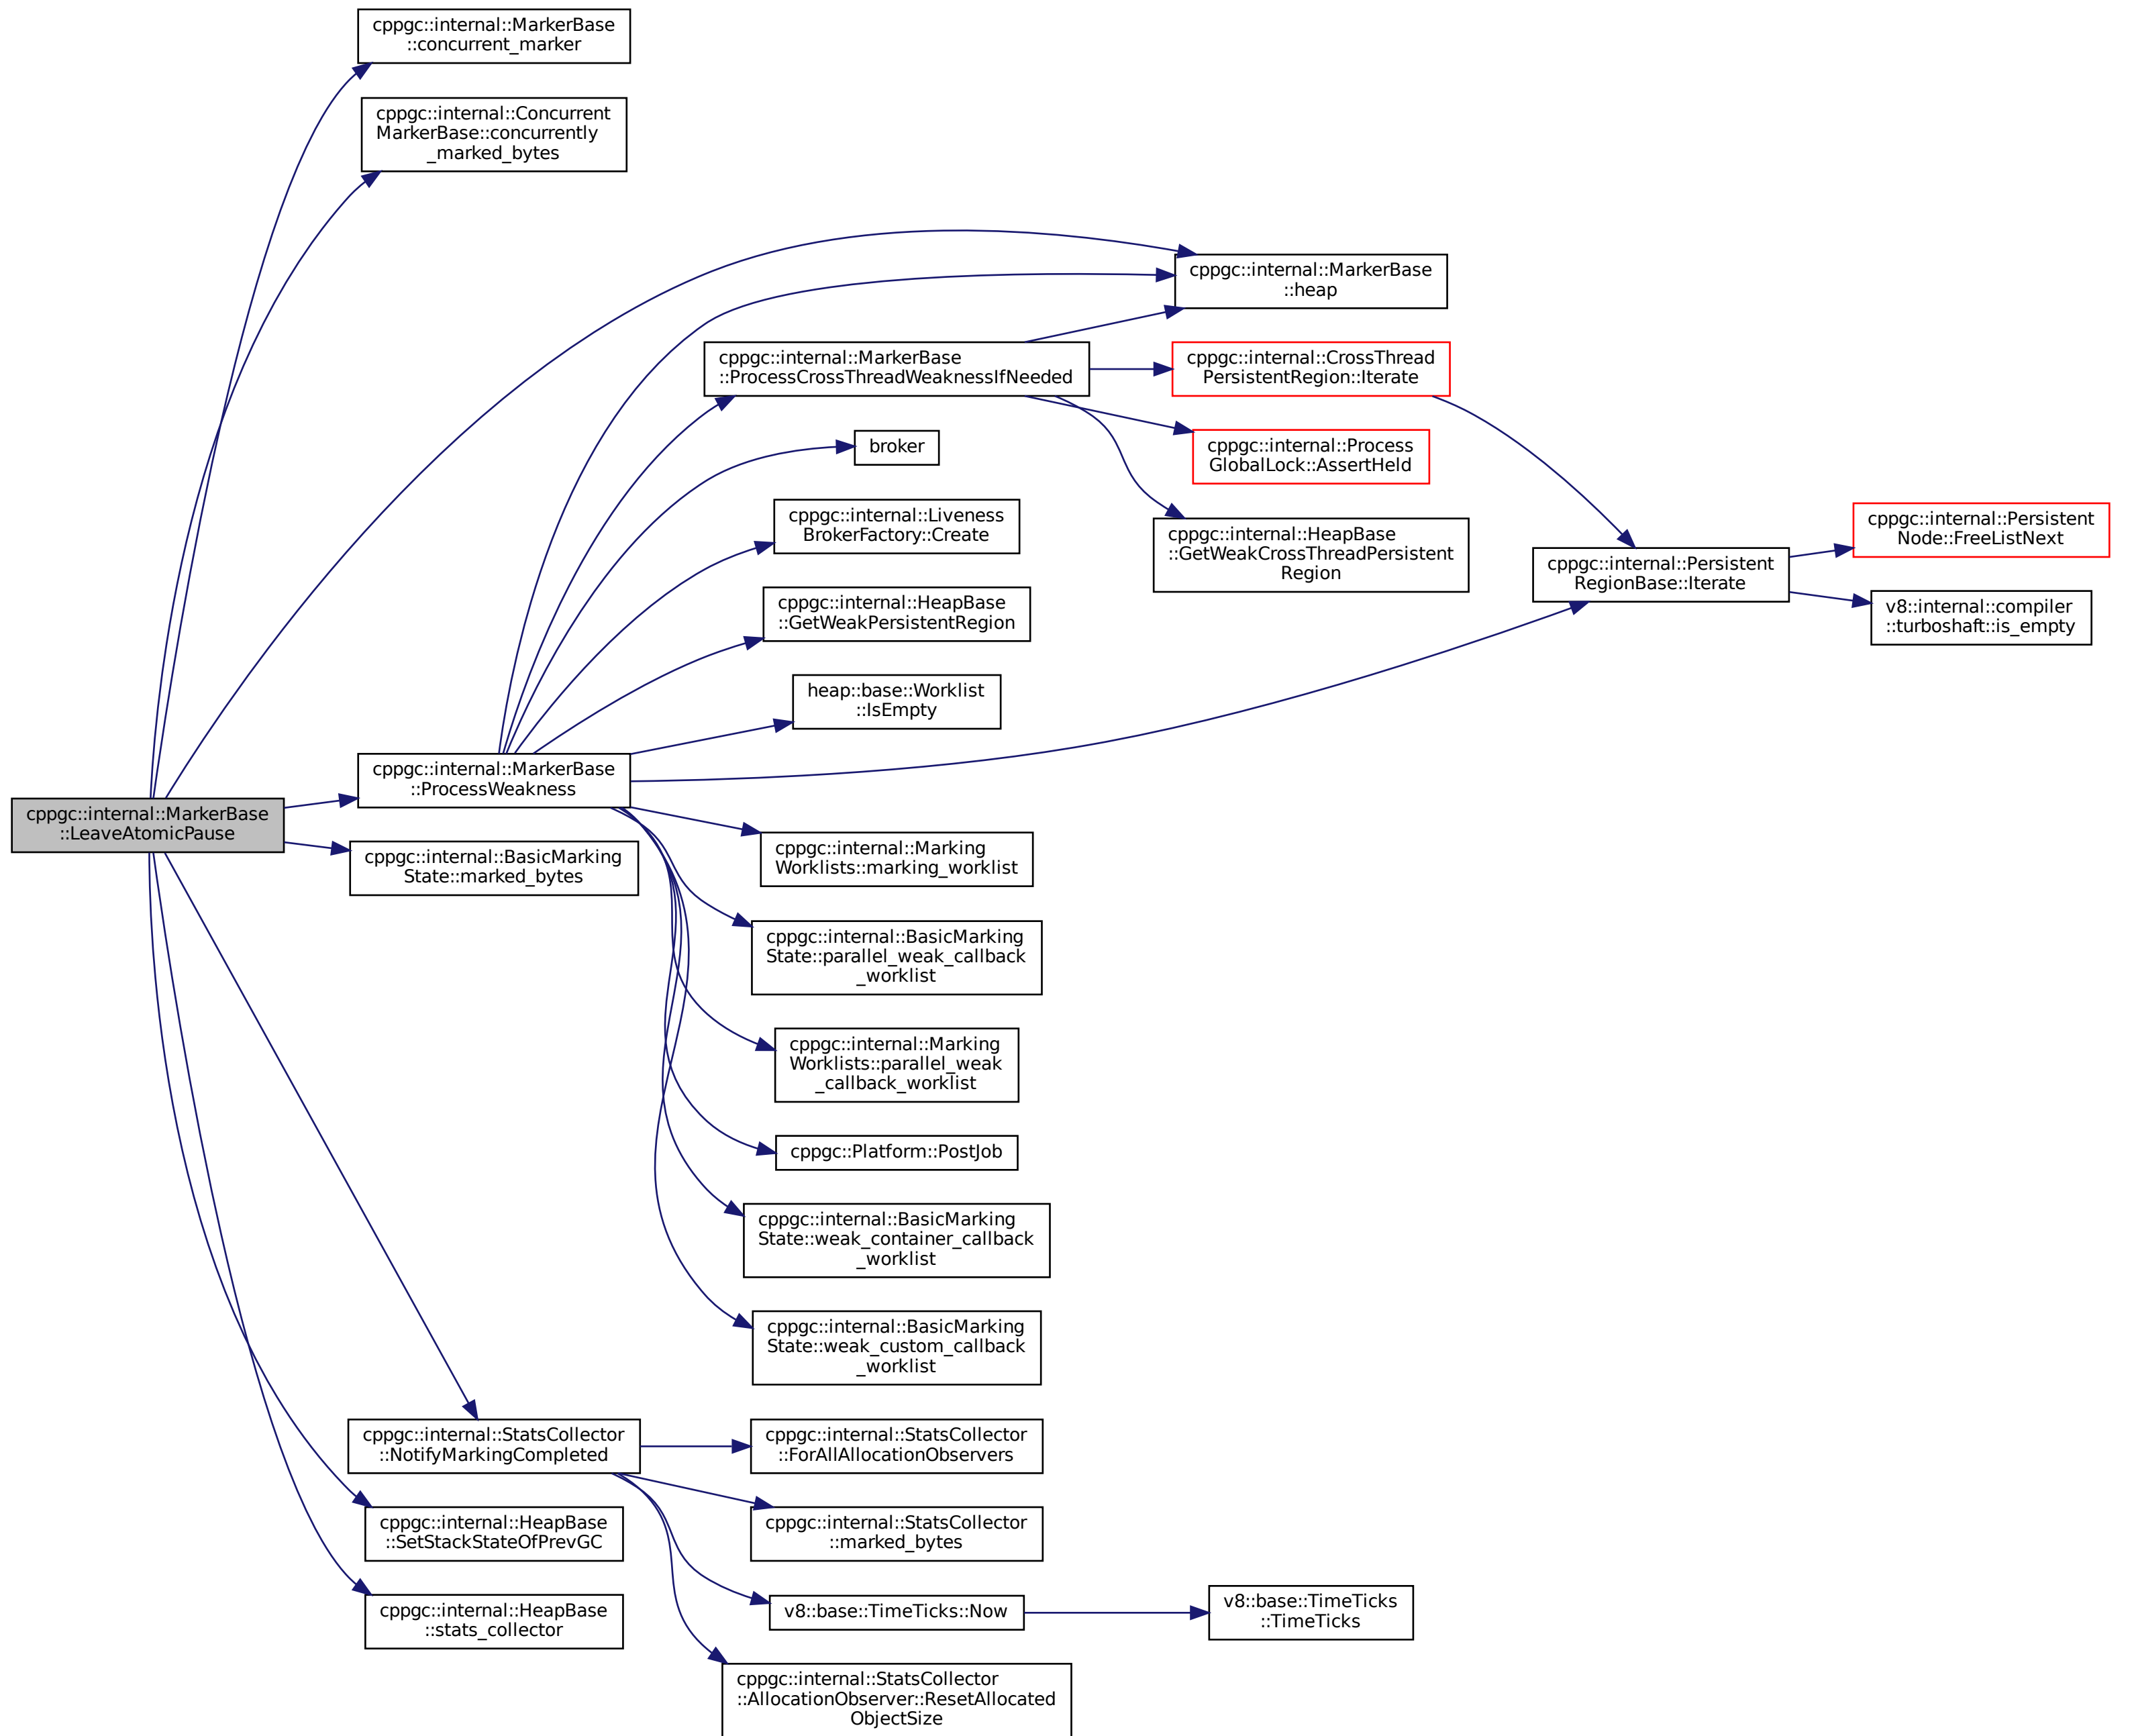 cppgc::internal::MarkerBase
::concurrent_marker
cppgc::internal::Concurrent
MarkerBase::concurrently
_marked_bytes
cppgc::internal::MarkerBase
::heap
cppgc::internal::MarkerBase
::ProcessCrossThreadWeaknessIfNeeded
cppgc::internal::CrossThread
PersistentRegion::Iterate
broker
cppgc::internal::Process
GlobalLock::AssertHeld
cppgc::internal::Liveness
BrokerFactory::Create
cppgc::internal::HeapBase
::GetWeakCrossThreadPersistent
Region
cppgc::internal::Persistent
Node::FreeListNext
cppgc::internal::Persistent
RegionBase::Iterate
cppgc::internal::HeapBase
::GetWeakPersistentRegion
v8::internal::compiler
::turboshaft::is_empty
heap::base::Worklist
::IsEmpty
cppgc::internal::MarkerBase
::ProcessWeakness
cppgc::internal::MarkerBase
::LeaveAtomicPause
cppgc::internal::BasicMarking
State::marked_bytes
cppgc::internal::Marking
Worklists::marking_worklist
cppgc::internal::BasicMarking
State::parallel_weak_callback
_worklist
cppgc::internal::Marking
Worklists::parallel_weak
_callback_worklist
cppgc::Platform::PostJob
cppgc::internal::BasicMarking
State::weak_container_callback
_worklist
cppgc::internal::BasicMarking
State::weak_custom_callback
_worklist
cppgc::internal::StatsCollector
::NotifyMarkingCompleted
cppgc::internal::StatsCollector
::ForAllAllocationObservers
cppgc::internal::HeapBase
::SetStackStateOfPrevGC
cppgc::internal::StatsCollector
::marked_bytes
cppgc::internal::HeapBase
::stats_collector
v8::base::TimeTicks::Now
v8::base::TimeTicks
::TimeTicks
cppgc::internal::StatsCollector
::AllocationObserver::ResetAllocated
ObjectSize